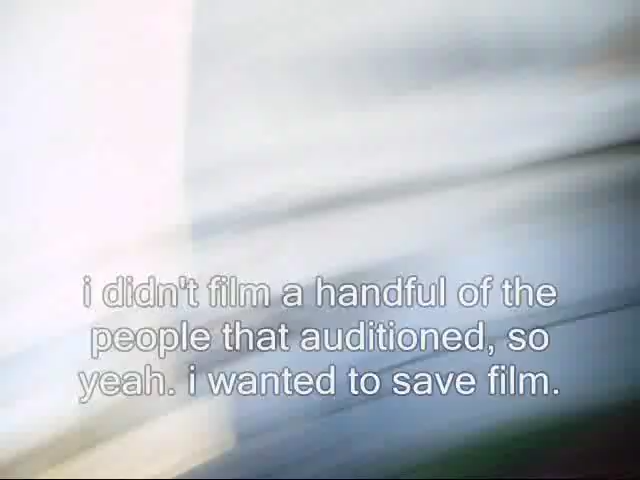 i didn't film a handful of the
people that auditioned, so
yeah. i wanted to save film.